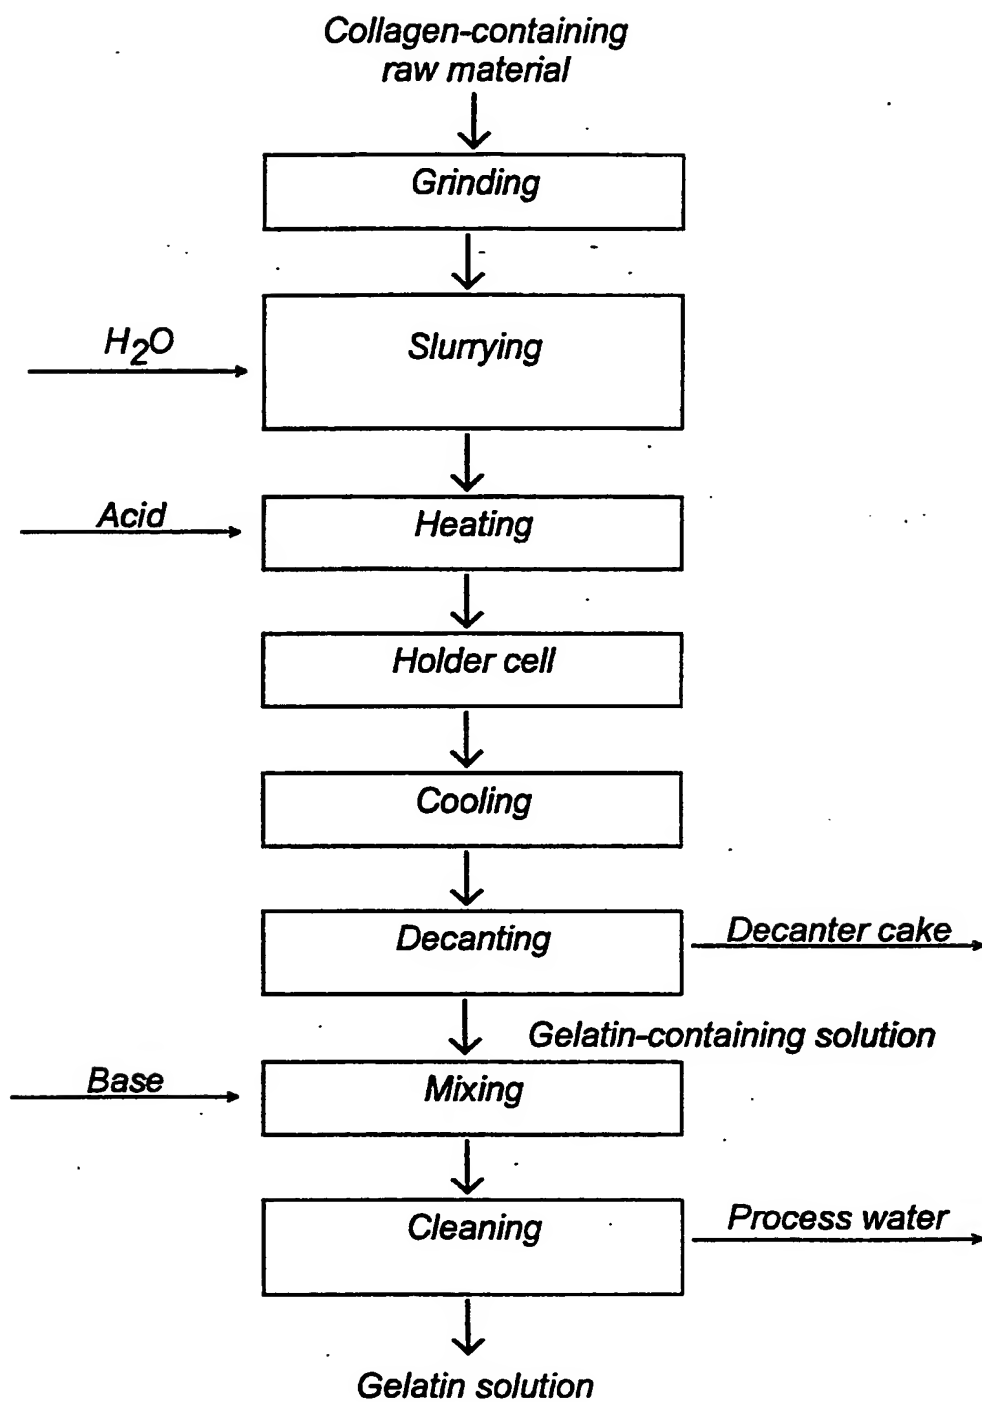 Collagen-containing
raw material
Grinding
H2O
Slurrying
Acid
Heating
Holder cell
Cooling
Decanting
Decanter cake
Gelatin-containing solution
Base
Mixing
Cleaning
Process water
Gelatin solution